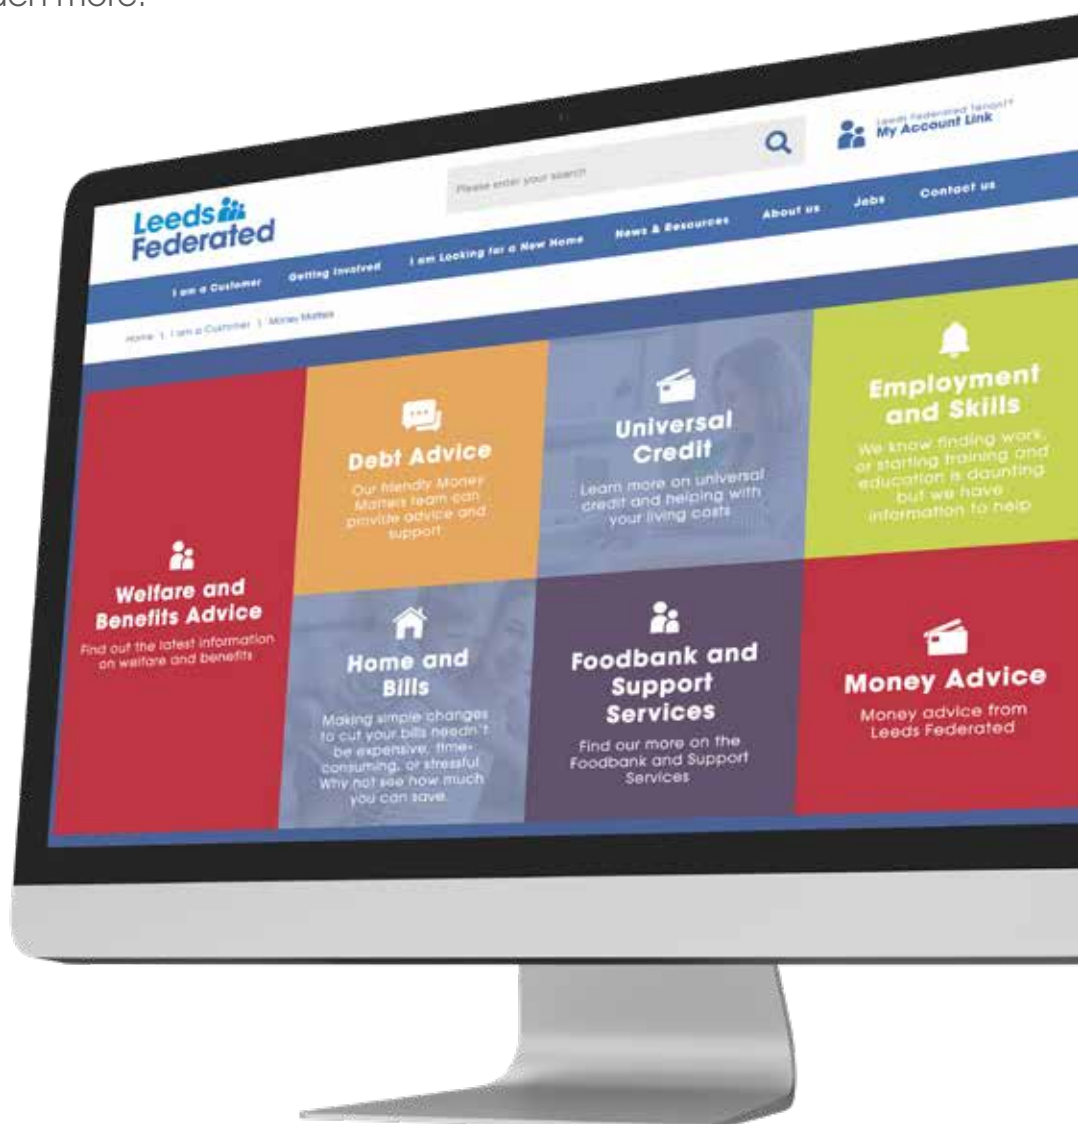 more.
Leeds
Federated
Please enter your search
Leeds Federated Tenant?
My Account Link
I am a Customer
Getting Involved
I am Looking for a New Home
News & Resources
About us
Jobs
Contact us
Home | I am a Customer | Money Matters
Welfare and
Benefits Advice
Find out the latest information
on welfare and benefits
Debt Advice
Our friendly Money
Matters team can
provide advice and
support
Universal
Credit
Learn more on universal
credit and helping with
your living costs
Employment
and Skills
We know finding work,
or starting training and
education is daunting
but we have
information to help
Home and
Bills
Making simple changes
to cut your bills needn't
be expensive, time-
consuming, or stressful.
Why not see how much
you can save.
Foodbank and
Support
Services
Find our more on the
Foodbank and Support
Services
Money Advice
Money advice from
Leeds Federated